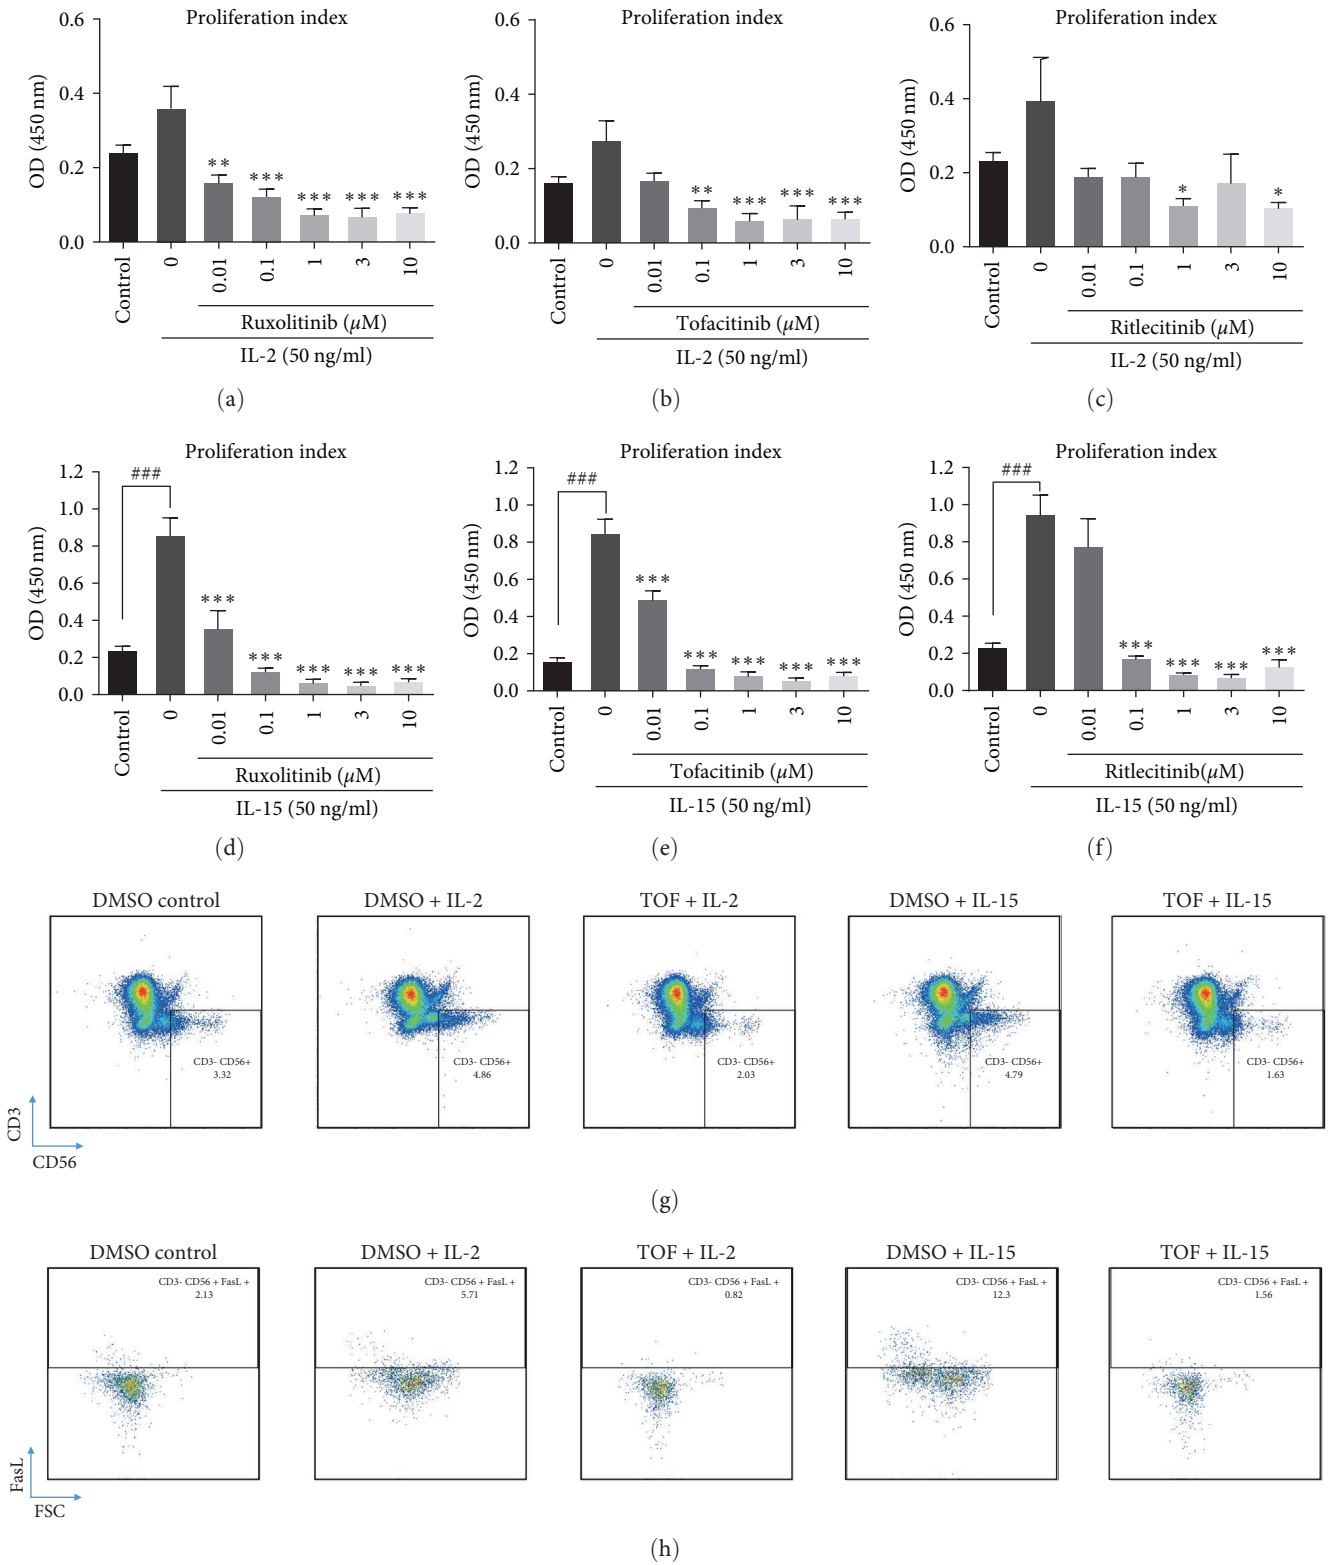 Proliferation index
OD (450 nm)
0.6
0.4
0.2
0.0
** *** *** *** ***
Control 0 0.01 0.1 1 3 10
Ruxolitinib (µM)
IL-2 (50 ng/ml)
(a)
Proliferation index
OD (450 nm)
0.6
0.4
0.2
0.0
** *** *** ***
Control 0 0.01 0.1 1 3 10
Tofacitinib (µM)
IL-2 (50 ng/ml)
(b)
Proliferation index
OD (450 nm)
0.6
0.4
0.2
0.0
* *
Control 0 0.01 0.1 1 3 10
Ritlecitinib (µM)
IL-2 (50 ng/ml)
(c)
Proliferation index
OD (450 nm)
1.2
1.0
0.8
0.6
0.4
0.2
0.0
###
*** *** *** *** ***
Control 0 0.01 0.1 1 3 10
Ruxolitinib (µM)
IL-15 (50 ng/ml)
(d)
Proliferation index
OD (450 nm)
1.2
1.0
0.8
0.6
0.4
0.2
0.0
###
*** *** *** *** ***
Control 0 0.01 0.1 1 3 10
Tofacitinib (µM)
IL-15 (50 ng/ml)
(e)
Proliferation index
OD (450 nm)
1.2
1.0
0.8
0.6
0.4
0.2
0.0
###
*** *** *** ***
Control 0 0.01 0.1 1 3 10
Ritlecitinib(µM)
IL-15 (50 ng/ml)
(f)
DMSO control
CD3- CD56+
3.32
DMSO + IL-2
CD3- CD56+
4.86
TOF + IL-2
CD3- CD56+
2.03
DMSO + IL-15
CD3- CD56+
4.79
TOF + IL-15
CD3- CD56+
1.63
CD3
CD56
(g)
DMSO control
CD3- CD56 + FasL +
2.13
DMSO + IL-2
CD3- CD56 + FasL +
5.71
TOF + IL-2
CD3- CD56 + FasL +
0.82
DMSO + IL-15
CD3- CD56 + FasL +
12.3
TOF + IL-15
CD3- CD56 + FasL +
1.56
FasL
FSC
(h)